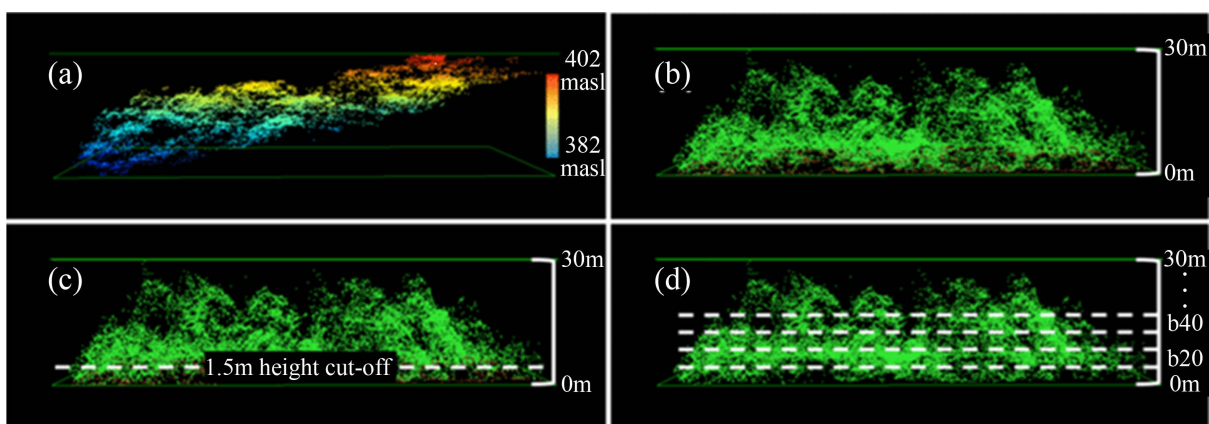 (a)
402
masl
382
masl
(b)
30m
0m
(c)
30m
1.5m height cut-off
0m
(d)
30m
b40
b20
0m